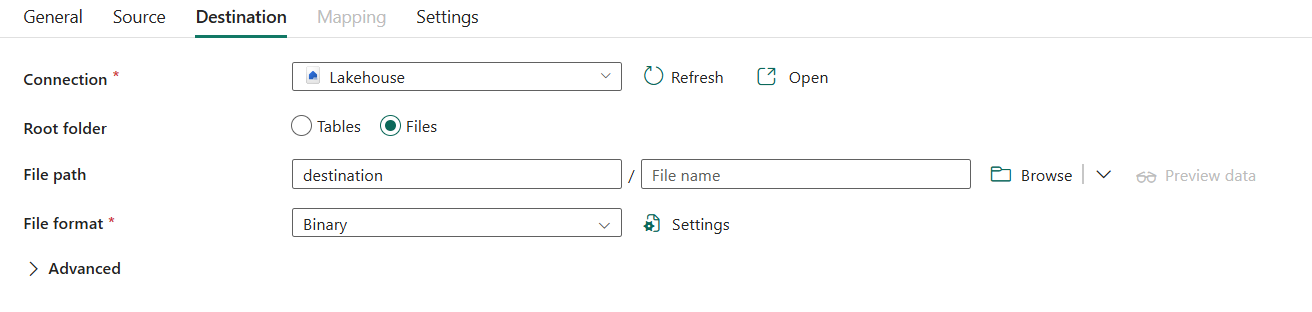 General Source Destination Mapping Settings
Connection * Lakehouse Refresh Open
Root folder Tables Files
File path destination / File name Browse Preview data
File format * Binary Settings
Advanced